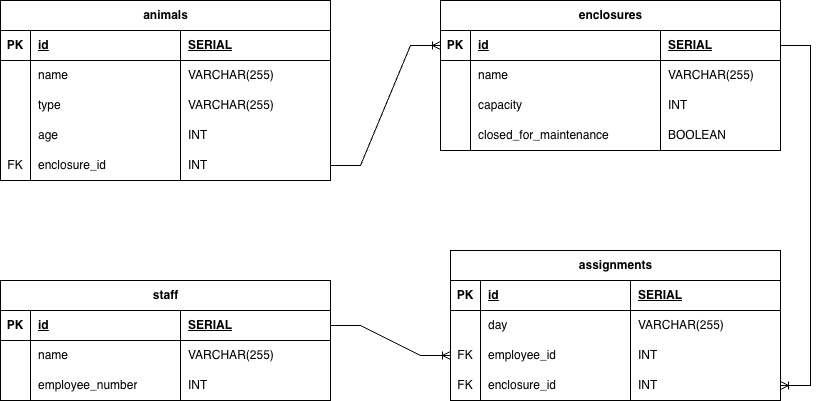 animals
PK id SERIAL
name VARCHAR(255)
type VARCHAR(255)
age INT
FK enclosure_id INT
enclosures
PK id SERIAL
name VARCHAR(255)
capacity INT
closed_for_maintenance BOOLEAN
staff
PK id SERIAL
name VARCHAR(255)
employee_number INT
assignments
PK id SERIAL
day VARCHAR(255)
FK employee_id INT
FK enclosure_id INT